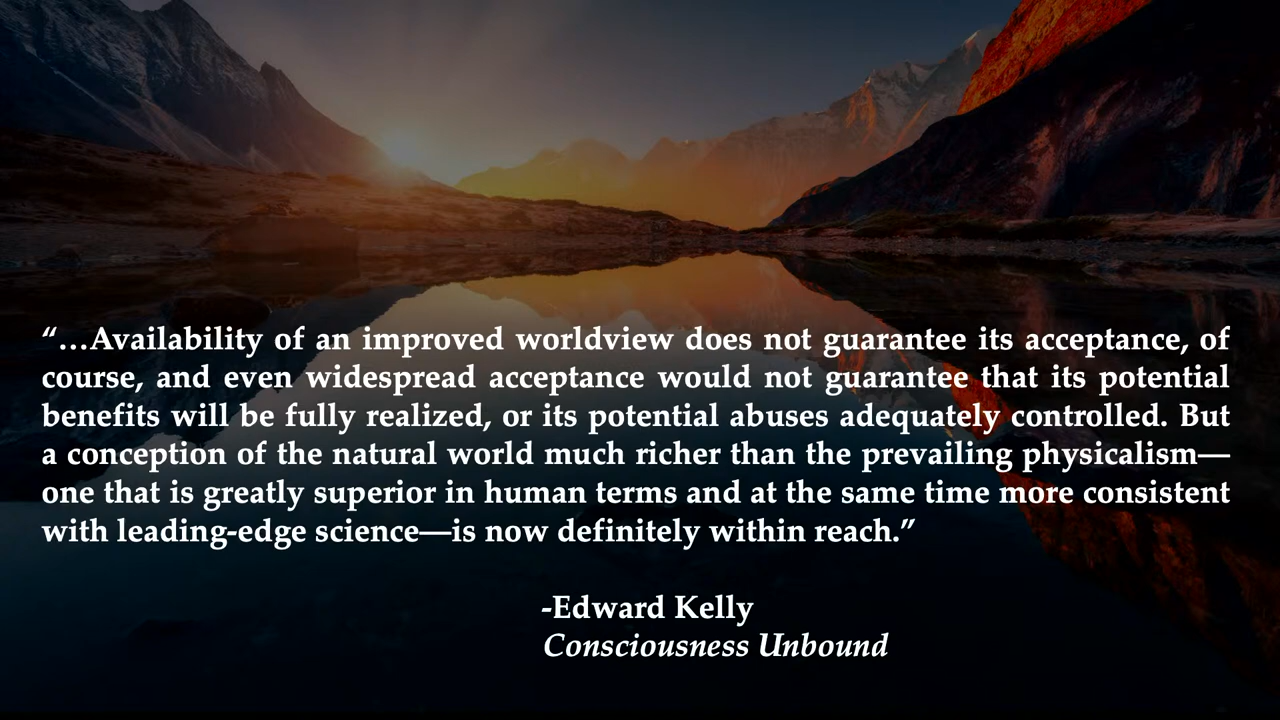 “…Availability of an improved worldview does not guarantee its acceptance, of
course, and even widespread acceptance would not guarantee that its potential
benefits will be fully realized, or its potential abuses adequately controlled. But
a conception of the natural world much richer than the prevailing physicalism—
one that is greatly superior in human terms and at the same time more consistent
with leading-edge science—is now definitely within reach.”
-Edward Kelly
Consciousness Unbound